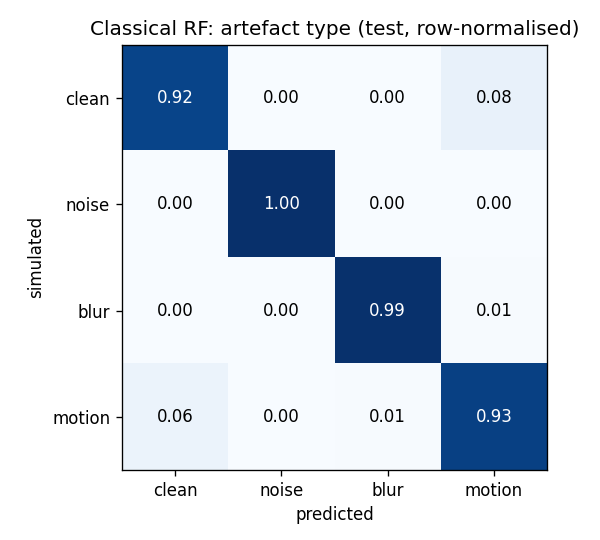 Classical RF: artefact type (test, row-normalised)
clean 0.92 0.00 0.00 0.08
noise 0.00 1.00 0.00 0.00
simulated
blur 0.00 0.00 0.99 0.01
motion 0.06 0.00 0.01 0.93
clean noise blur motion
predicted